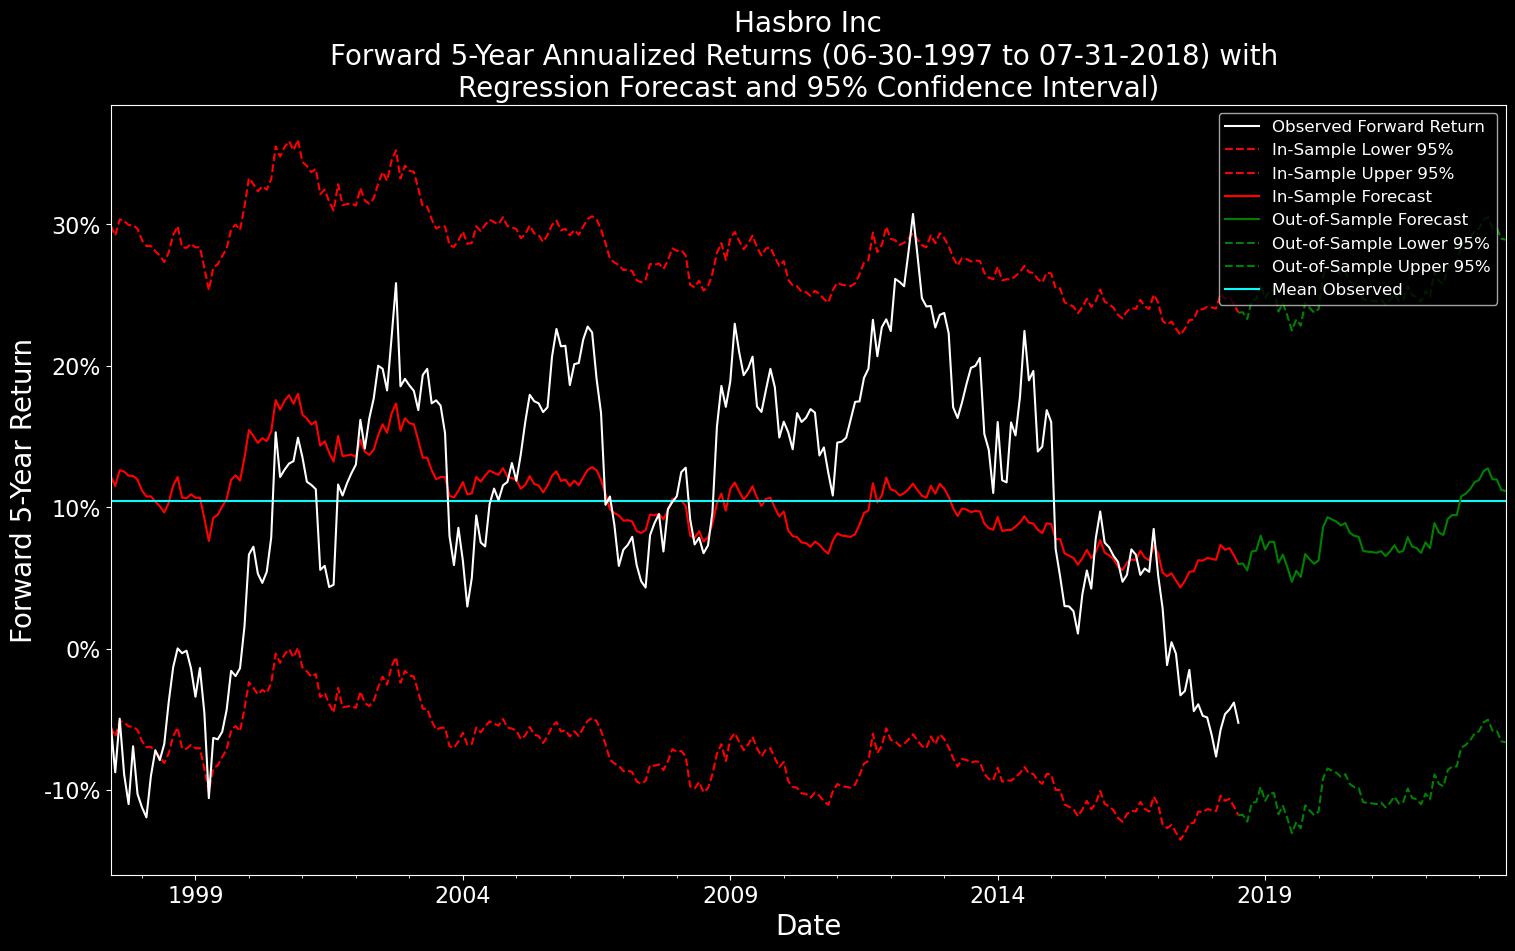 Hasbro Inc
Forward 5-Year Annualized Returns (06-30-1997 to 07-31-2018) with
Regression Forecast and 95% Confidence Interval)
Observed Forward Return
In-Sample Lower 95%
In-Sample Upper 95%
In-Sample Forecast
Out-of-Sample Forecast
Out-of-Sample Lower 95%
Out-of-Sample Upper 95%
Mean Observed
Forward 5-Year Return
30%
20%
10%
0%
-10%
1999
2004
2009
2014
2019
Date